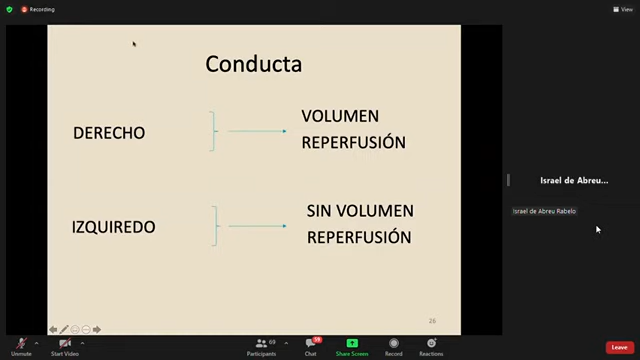 Recording
View
Conducta
DERECHO
VOLUMEN
REPERFUSIÓN
IZQUIREDO
SIN VOLUMEN
REPERFUSIÓN
26
Israel de Abreu...
Israel de Abreu Rabelo
Unmute
Start Video
69
Participants
59
Chat
Share Screen
Record
Reactions
Leave